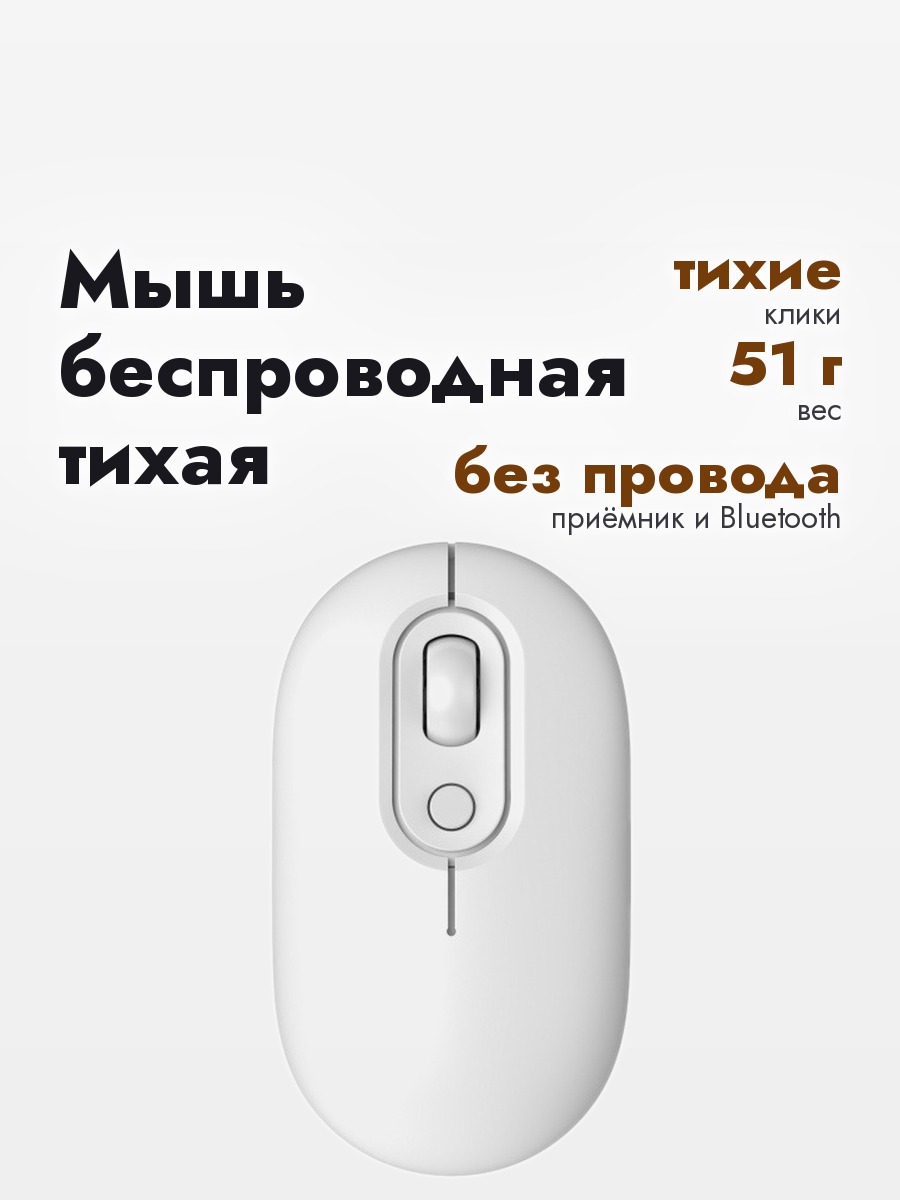 Мышь
беспроводная
тихая
тихие
клики
51 г
вес
без провода
приёмник и Bluetooth